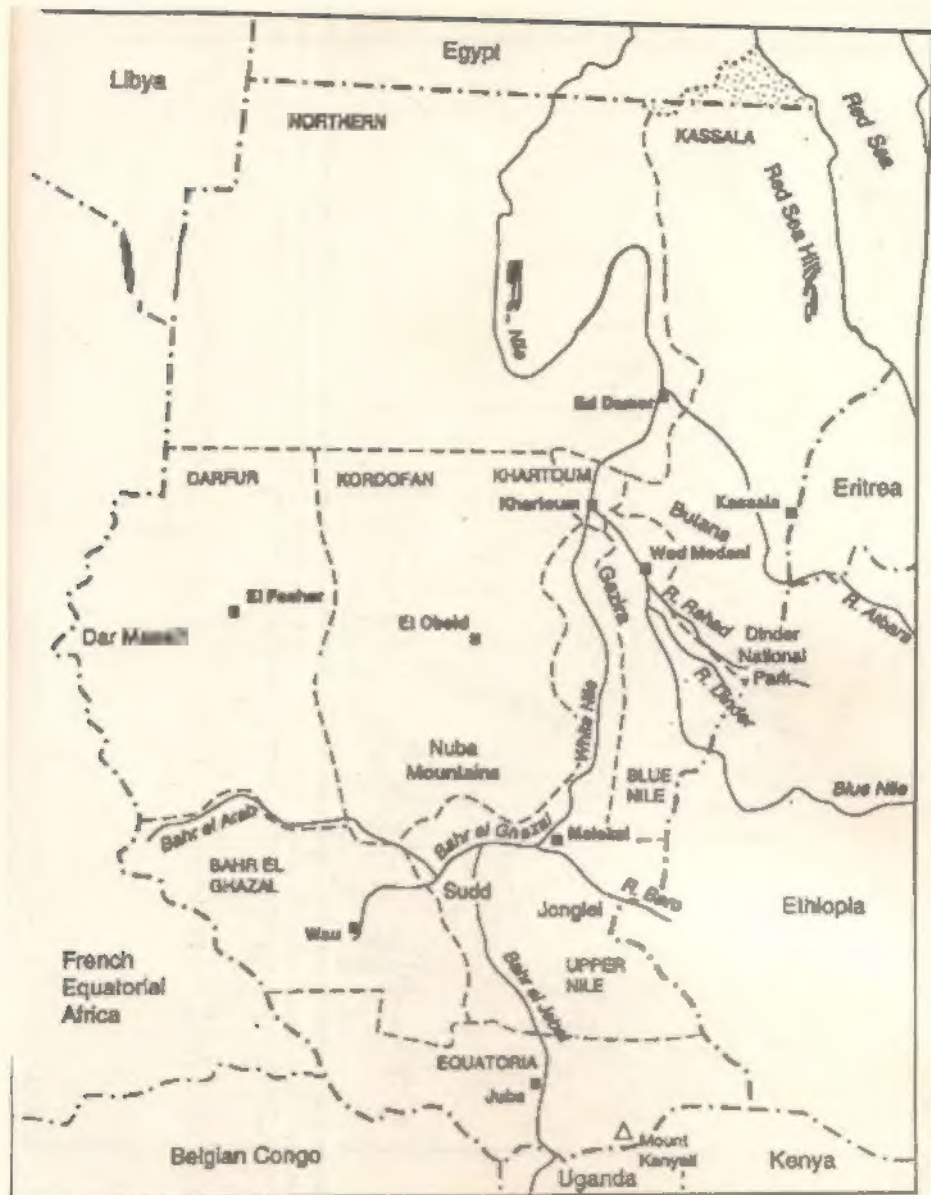 Egypt
Libya
NORTHERN
KASSALA
Red Sea
Red Sea Hills
Nile
Ed Damer
DARFUR
KORDOFAN
KHARTOUM
Khartoum
Kassala
Eritrea
Butana
Wad Medani
Gezira
El Fasher
El Obeid
R. Rahad
R. Atbara
Dar
Dinder
National
Park
R. Dinder
White Nile
Nuba
Mountains
BLUE
NILE
Blue Nile
Bahr el Arab
Bahr el Ghazal
Malakal
BAHR EL
GHAZAL
Sudd
Jonglei
R. Baro
Ethiopia
Wau
French
Equatorial
Africa
UPPER
NILE
Bahr el Jebel
EQUATORIA
Juba
Mount
Belgian Congo
Uganda
Kenya